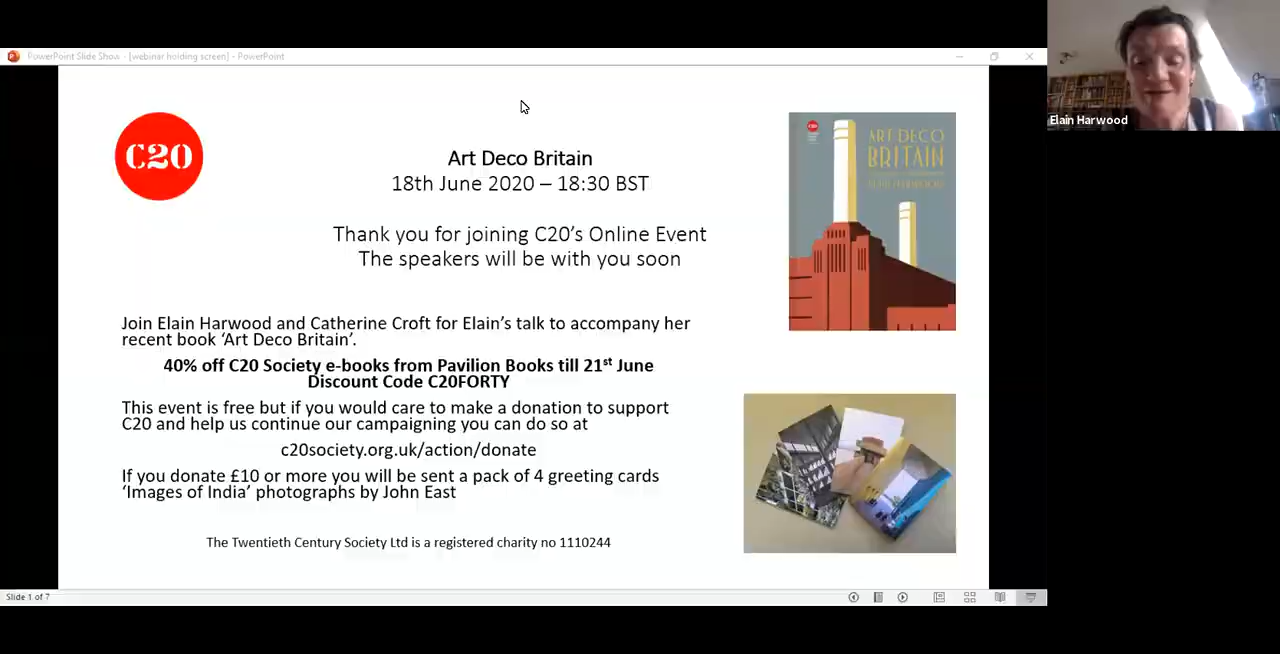 PowerPoint Slide Show - [webinar holding screen] - PowerPoint
Elain Harwood
C20
Art Deco Britain
18th June 2020 – 18:30 BST
Thank you for joining C20's Online Event
The speakers will be with you soon
C20
ART DECO
BRITAIN
Join Elain Harwood and Catherine Croft for Elain's talk to accompany her
recent book 'Art Deco Britain'.
40% off C20 Society e-books from Pavilion Books till 21st June
Discount Code C20FORTY
This event is free but if you would care to make a donation to support
C20 and help us continue our campaigning you can do so at
c20society.org.uk/action/donate
If you donate £10 or more you will be sent a pack of 4 greeting cards
'Images of India' photographs by John East
The Twentieth Century Society Ltd is a registered charity no 1110244
Slide 1 of 7